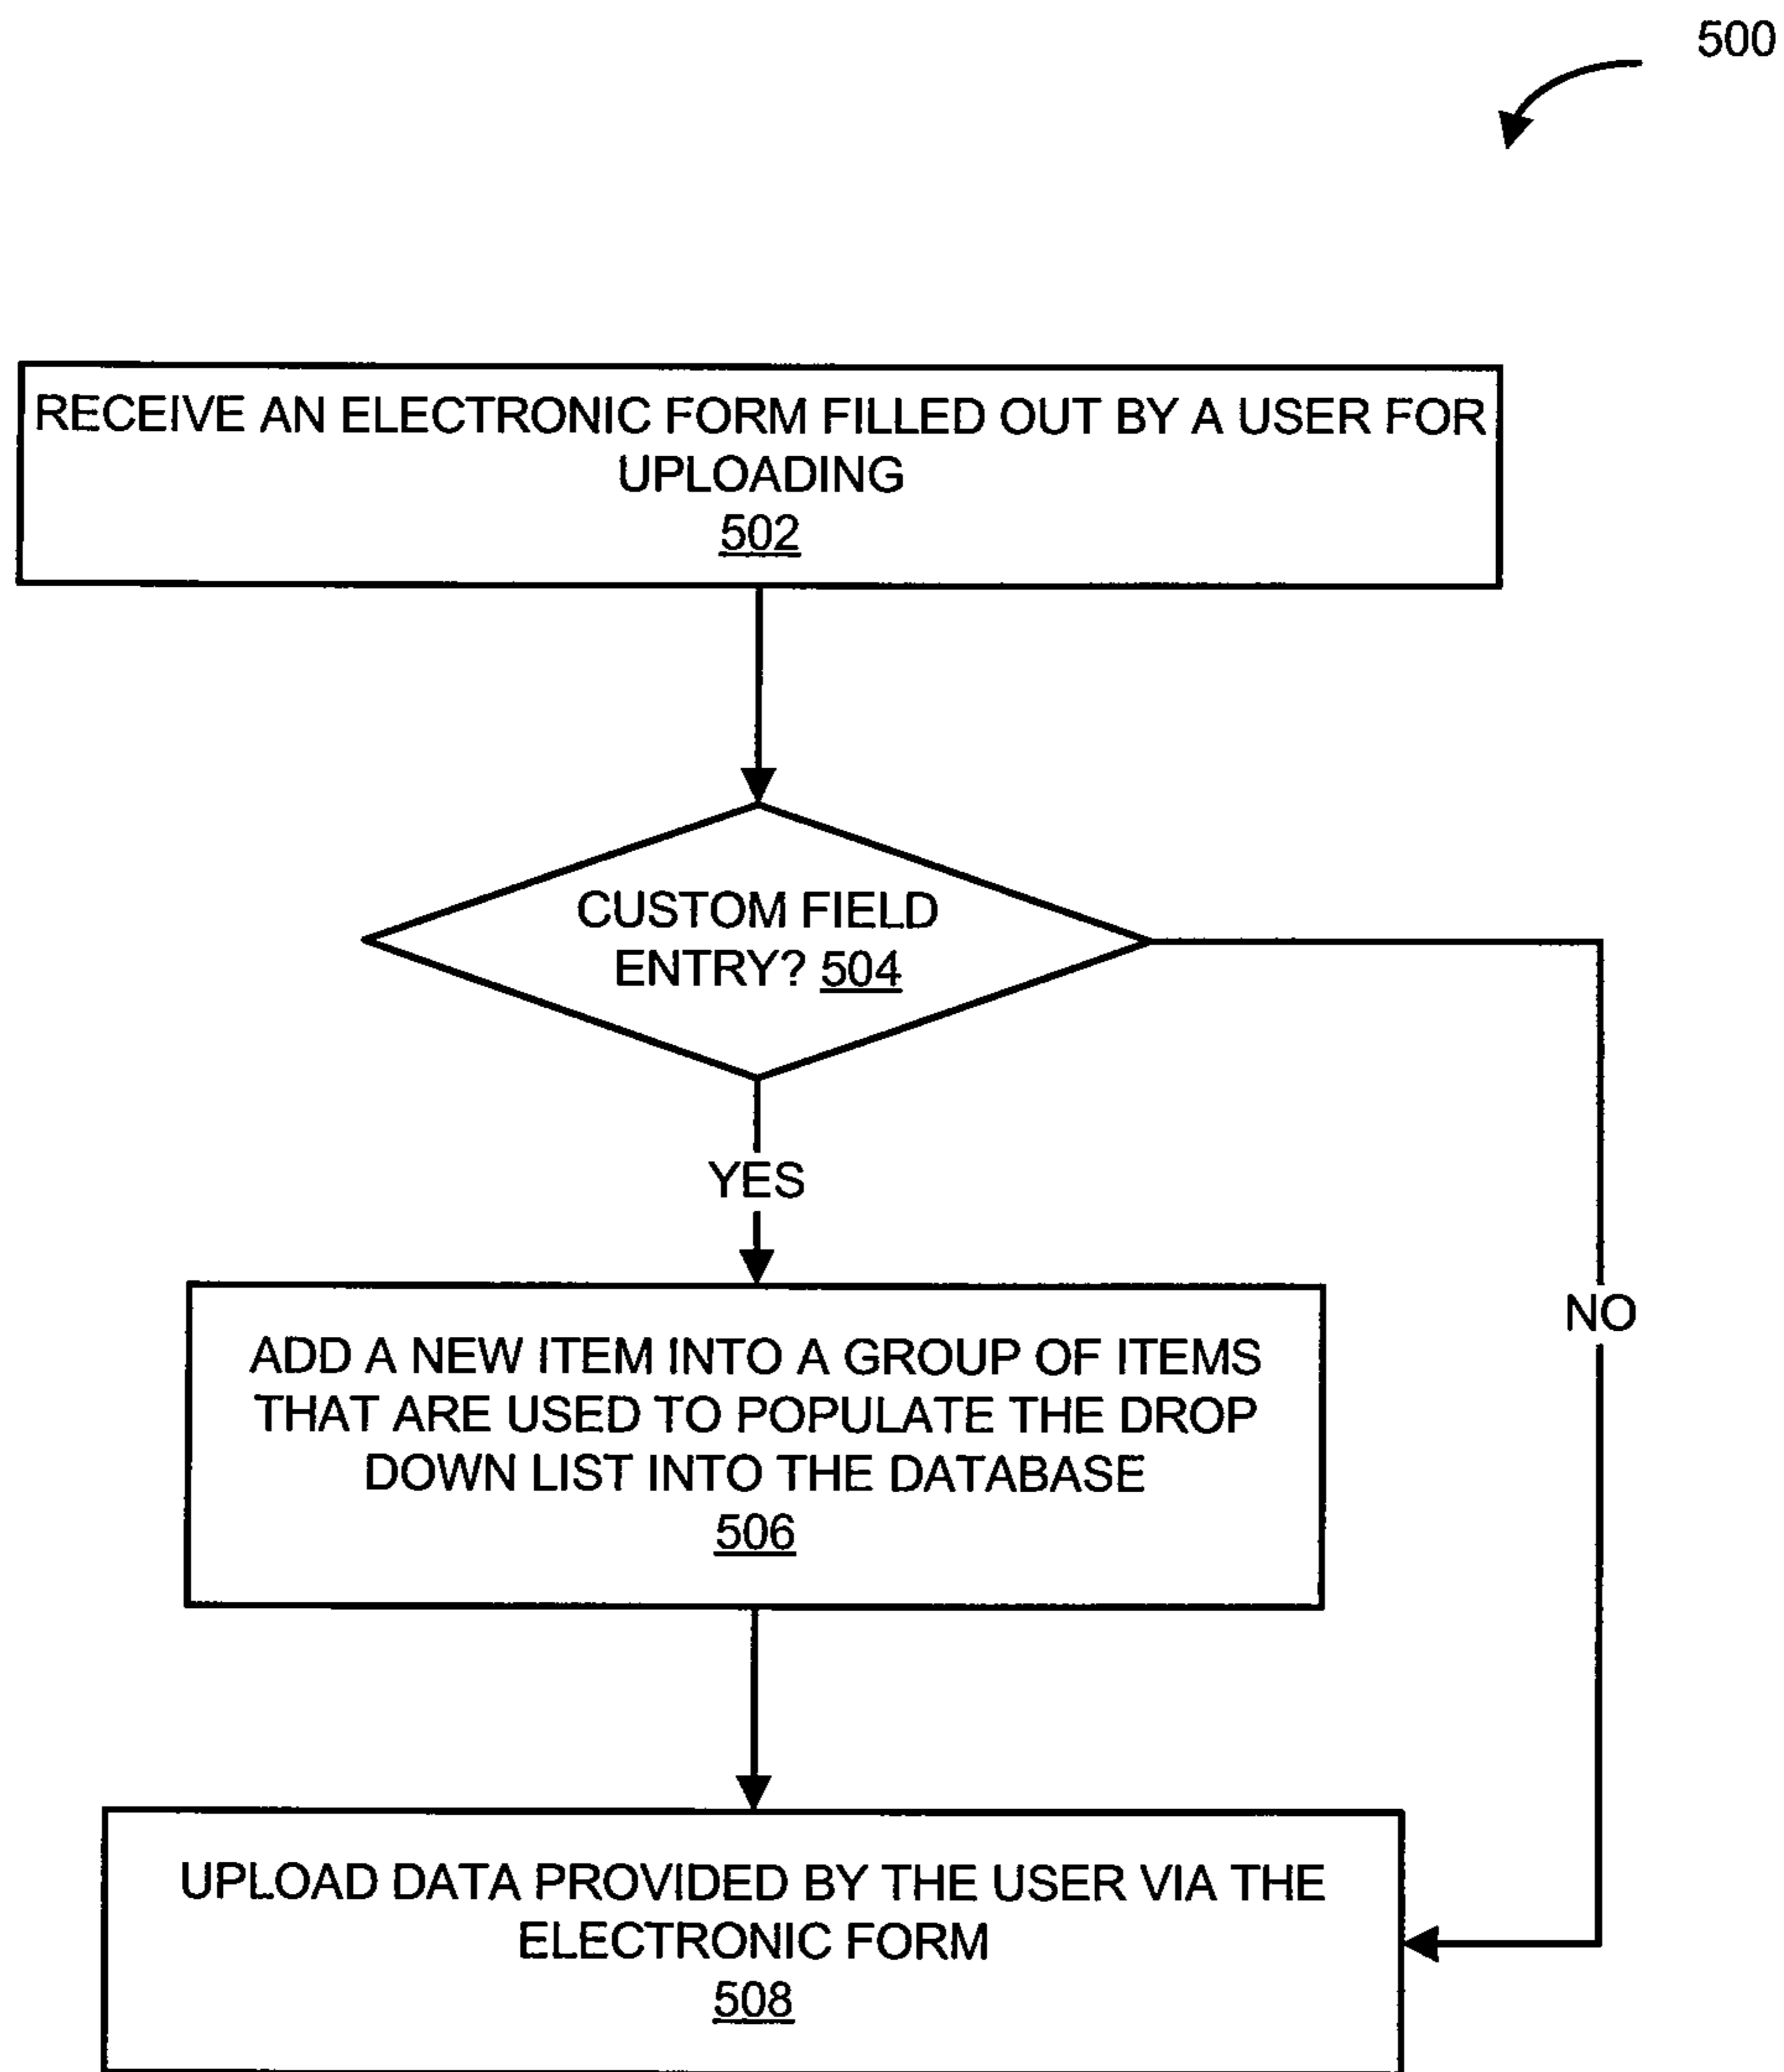 500
RECEIVE AN ELECTRONIC FORM FILLED OUT BY A USER FOR
UPLOADING
502
CUSTOM FIELD
ENTRY? 504
YES
NO
ADD A NEW ITEM INTO A GROUP OF ITEMS
THAT ARE USED TO POPULATE THE DROP
DOWN LIST INTO THE DATABASE
506
UPLOAD DATA PROVIDED BY THE USER VIA THE
ELECTRONIC FORM
508